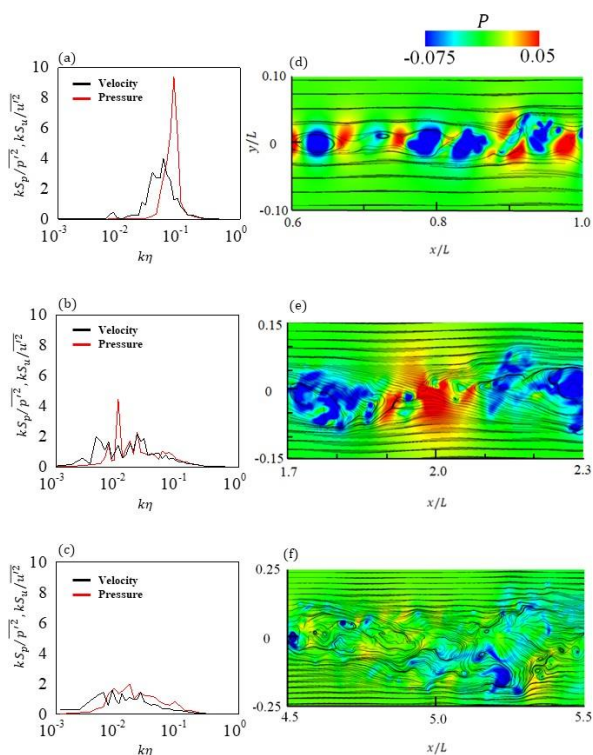 P
-0.075 0.05
(a)
10
8
6
4
2
0
Velocity
Pressure
kS_p/p'^2, kS_u/u'^2
10^-3 10^-2 10^-1 10^0
kη
(d)
0.10
y/L
0
-0.10
0.6 0.8 1.0
x/L
(b)
10
8
6
4
2
0
Velocity
Pressure
kS_p/p'^2, kS_u/u'^2
10^-3 10^-2 10^-1 10^0
kη
(e)
0.15
0
-0.15
1.7 2.0 2.3
x/L
(c)
10
8
6
4
2
0
Velocity
Pressure
kS_p/p'^2, kS_u/u'^2
10^-3 10^-2 10^-1 10^0
kη
(f)
0.25
0
-0.25
4.5 5.0 5.5
x/L